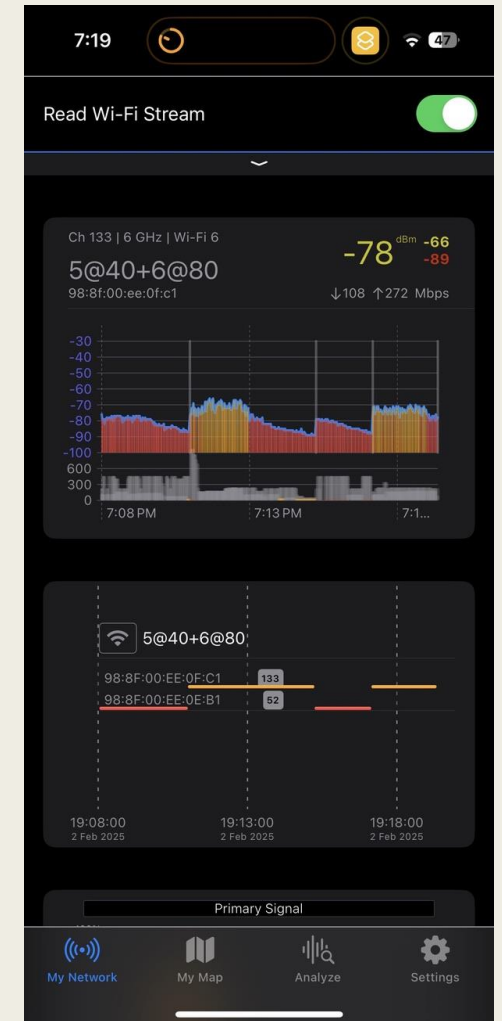 7:19
47
Read Wi-Fi Stream
Ch 133 | 6 GHz | Wi-Fi 6
5@40+6@80
98:8f:00:ee:0f:c1
-78 dBm -66
-89
↓108 ↑272 Mbps
-30
-40
-50
-60
-70
-80
-90
-100
600
300
0
7:08 PM 7:13 PM 7:1...
5@40+6@80
98:8F:00:EE:0F:C1 133
98:8F:00:EE:0E:B1 52
19:08:00 19:13:00 19:18:00
2 Feb 2025 2 Feb 2025 2 Feb 2025
Primary Signal
My Network My Map Analyze Settings